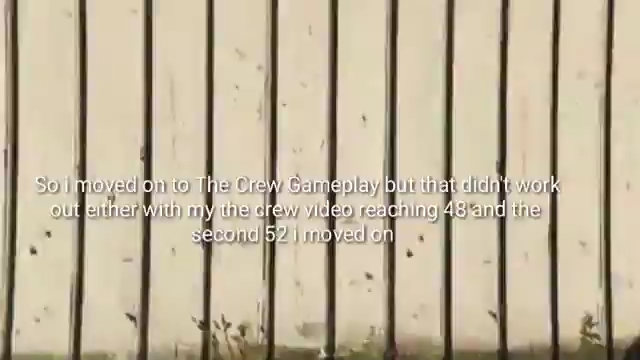 So i moved on to The Crew Gameplay but that didn't work
out either with my the crew video reaching 48 and the
second 52 i moved on